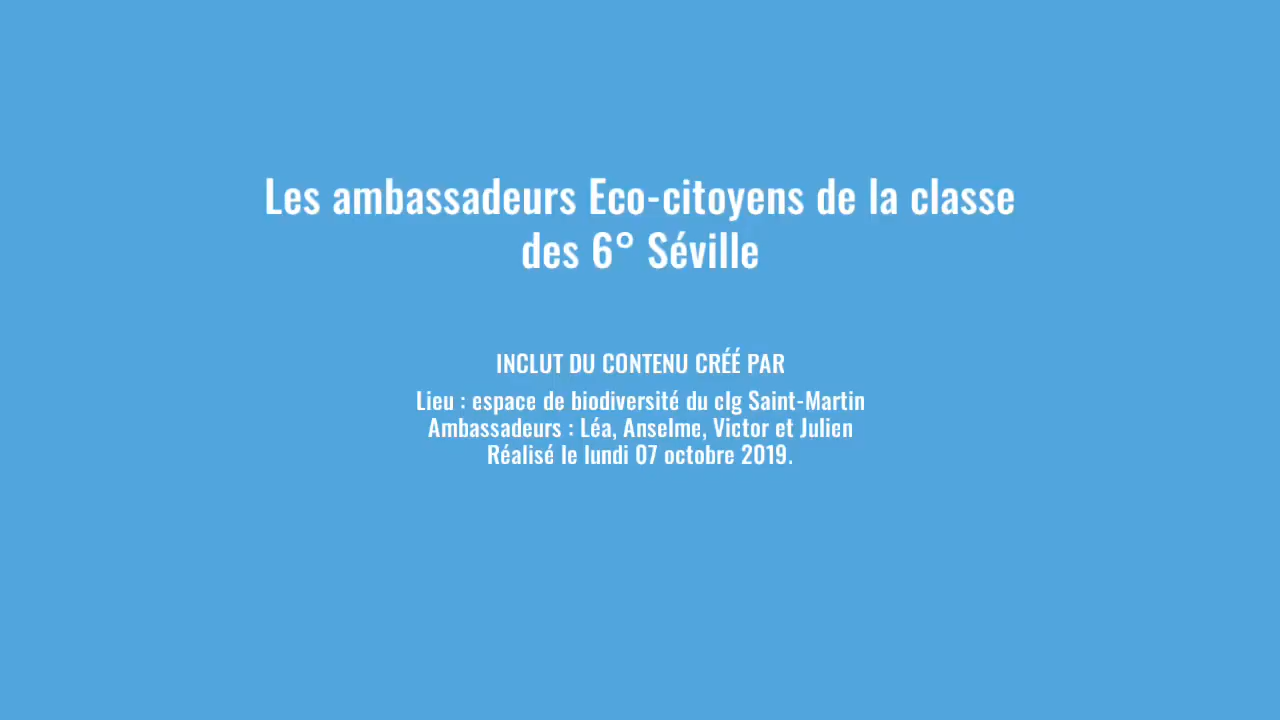 Les ambassadeurs Eco-citoyens de la classe
des 6° Séville
INCLUT DU CONTENU CRÉÉ PAR
Lieu : espace de biodiversité du clg Saint-Martin
Ambassadeurs : Léa, Anselme, Victor et Julien
Réalisé le lundi 07 octobre 2019.